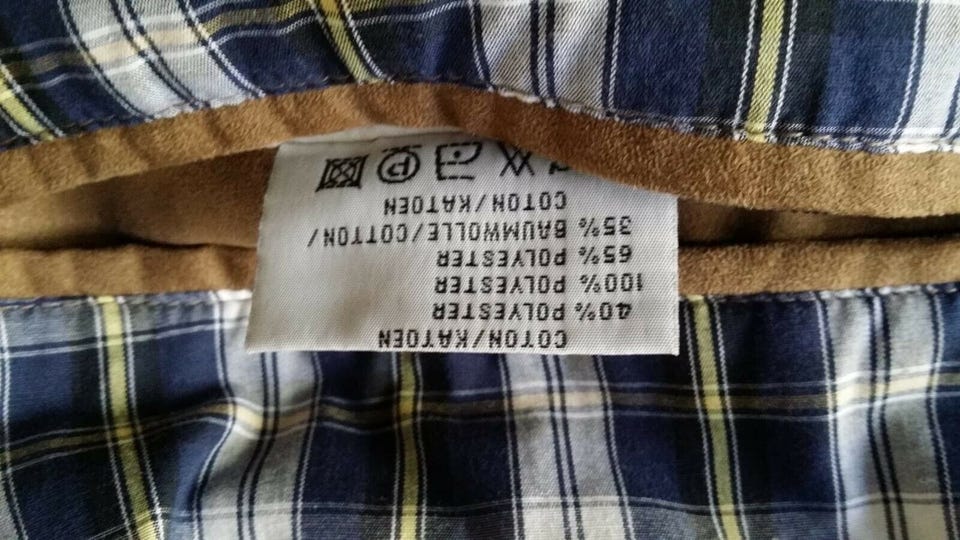 COTON/KATOEN
40% POLYESTER
100% POLYESTER
65% POLYESTER
35% BAUMWOLLE/COTTON/
COTON/KATOEN
P